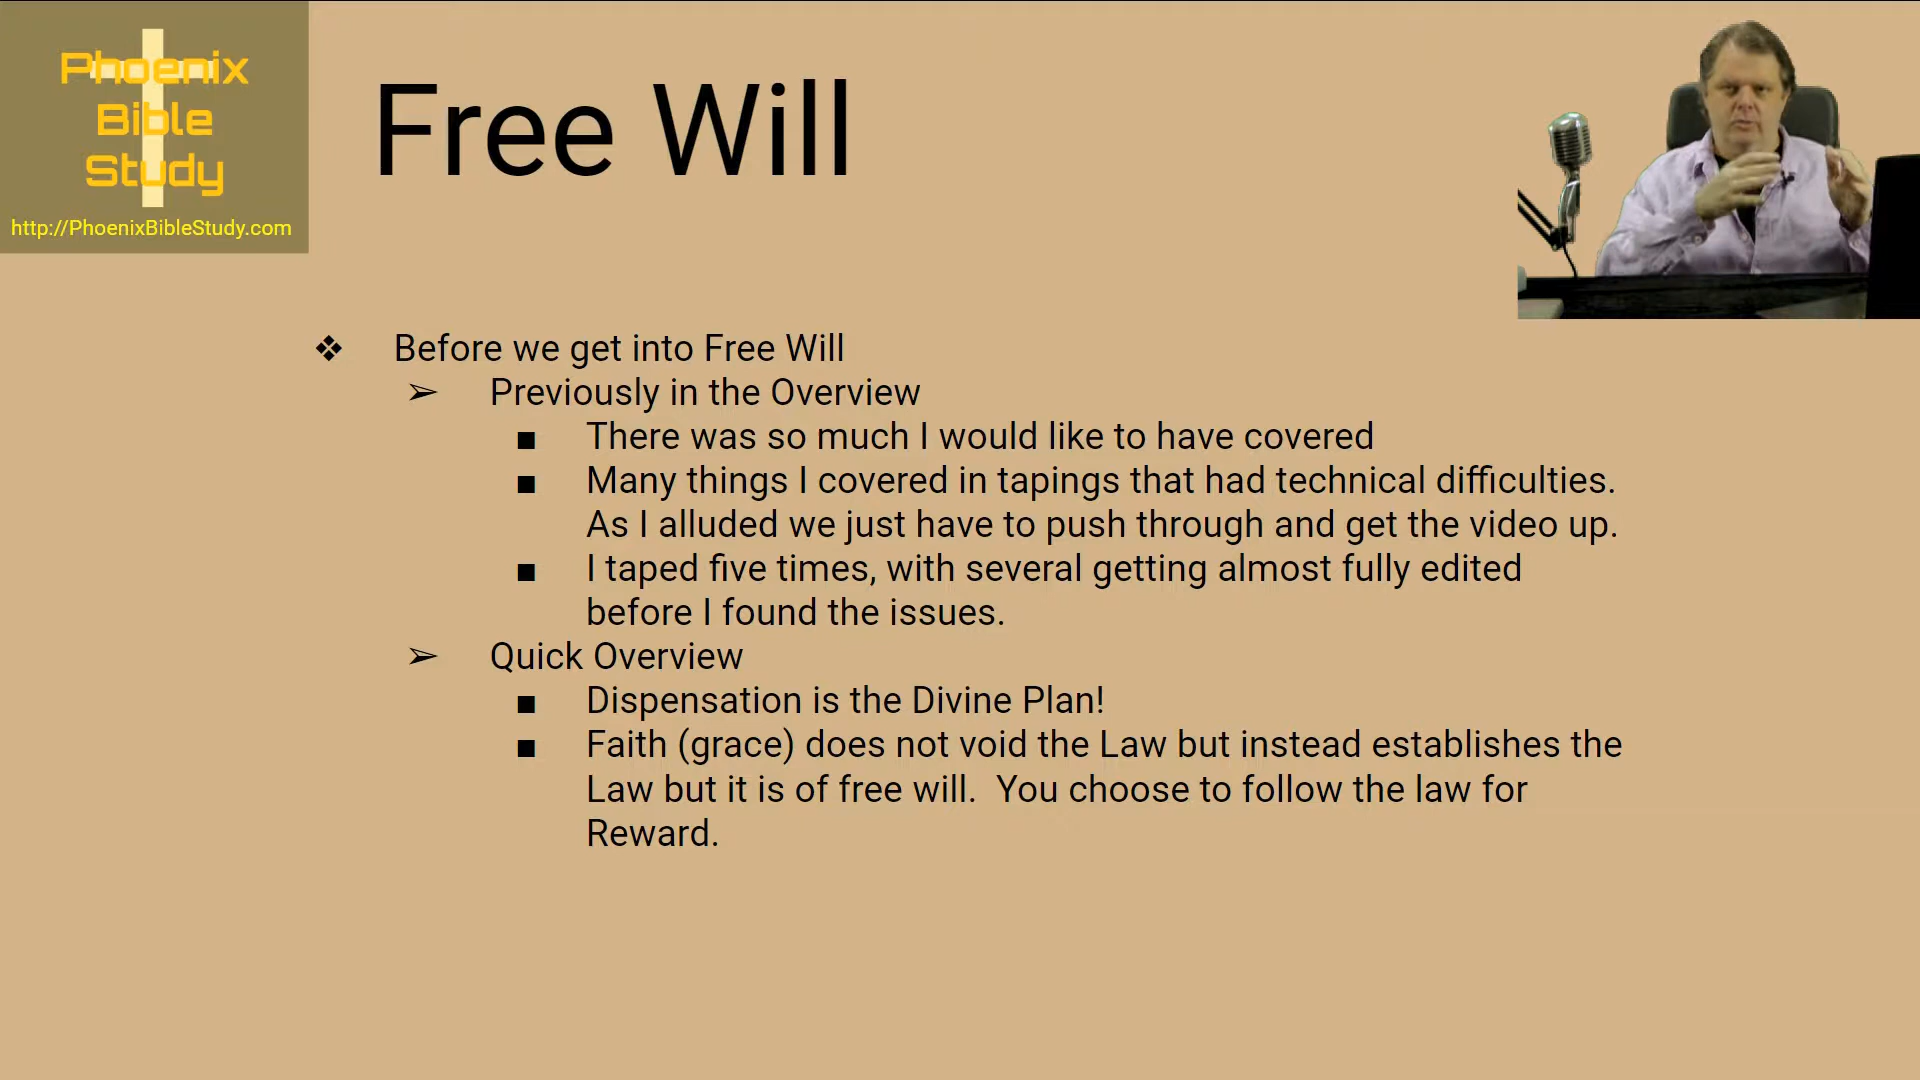 Phoenix
Bible
Study
http://PhoenixBibleStudy.com
Free Will
❖ Before we get into Free Will
➢ Previously in the Overview
■ There was so much I would like to have covered
■ Many things I covered in tapings that had technical difficulties.
As I alluded we just have to push through and get the video up.
■ I taped five times, with several getting almost fully edited
before I found the issues.
➢ Quick Overview
■ Dispensation is the Divine Plan!
■ Faith (grace) does not void the Law but instead establishes the
Law but it is of free will.  You choose to follow the law for
Reward.